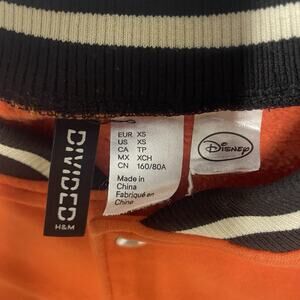 DIVIDED
H&M
EUR XS
US XS
CA TP
MX XCH
CN 160/80A
Made in
China
Fabriqué en
Chine
Disney